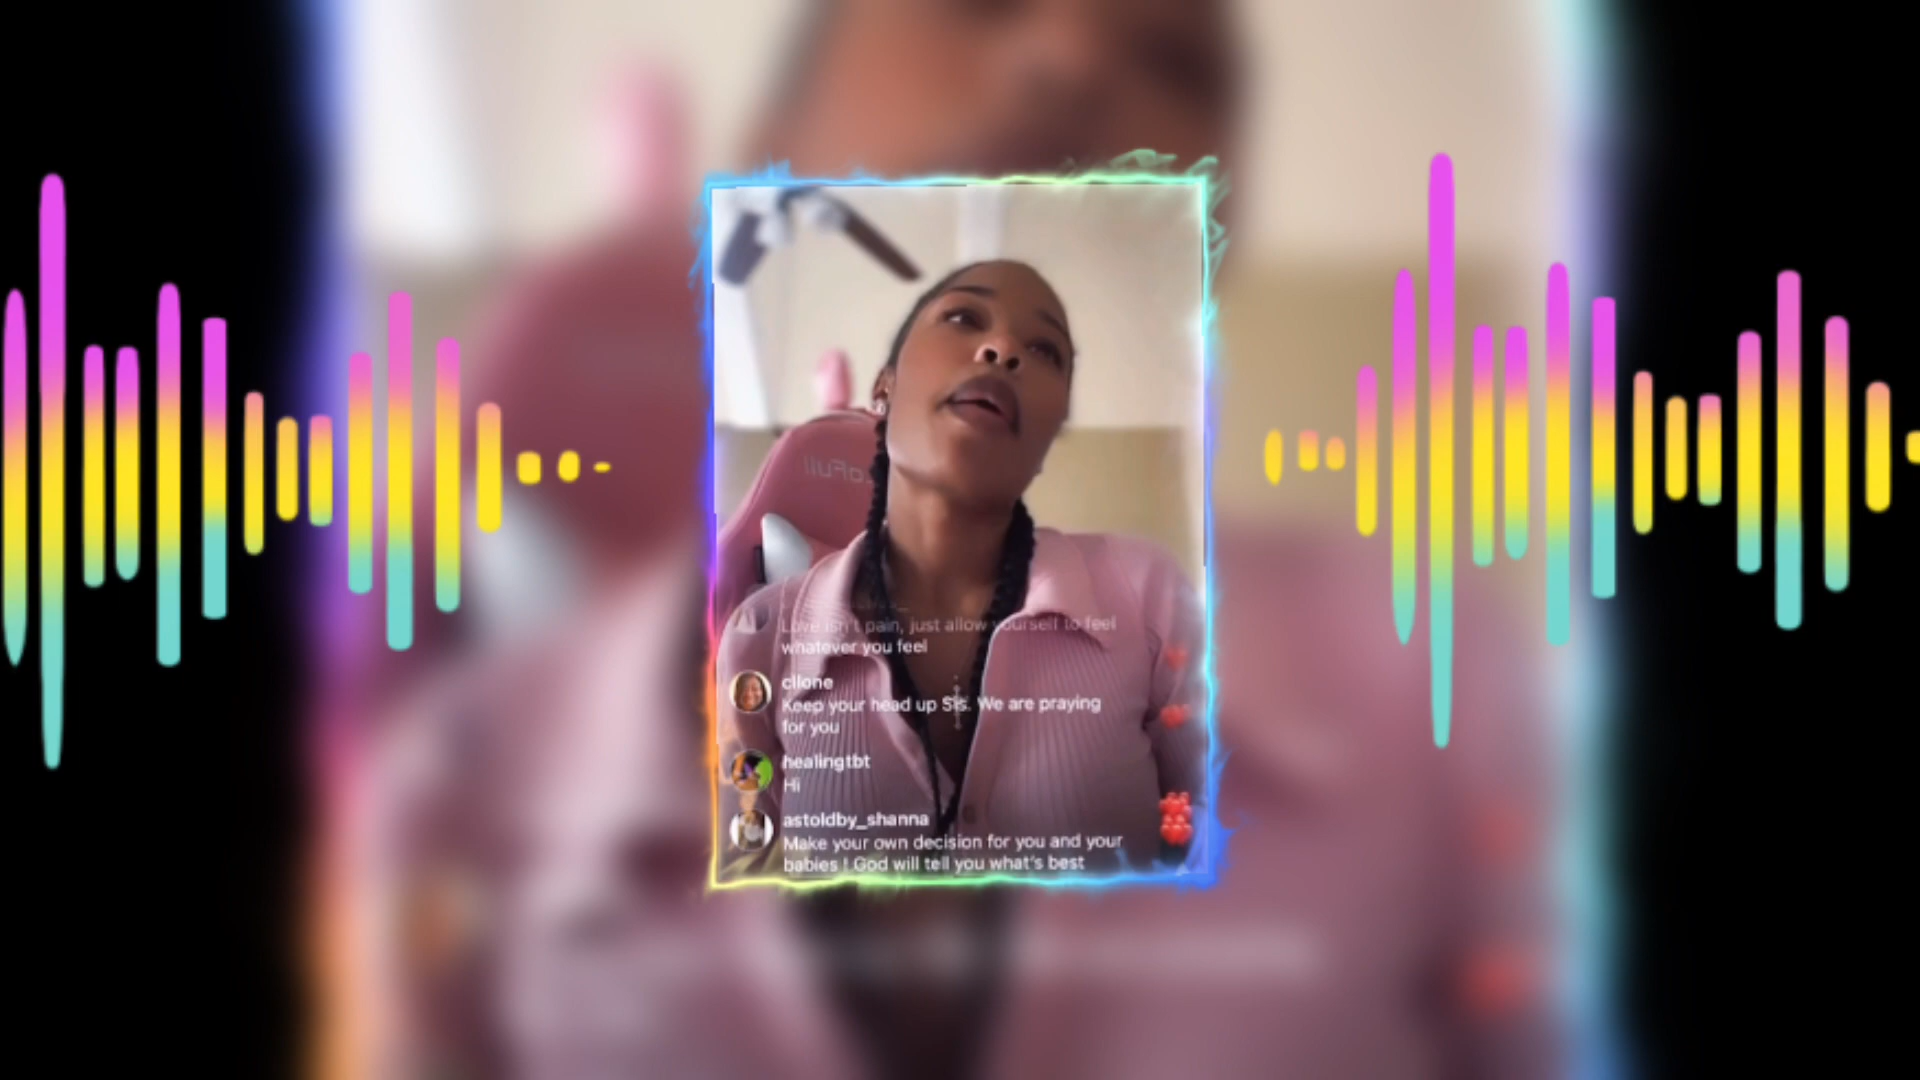 Love isn't pain, just allow yourself to feel
whatever you feel
cllone
Keep your head up Sis. We are praying
for you
healingtbt
Hi
astoldby_shanna
Make your own decision for you and your
babies ! God will tell you what's best